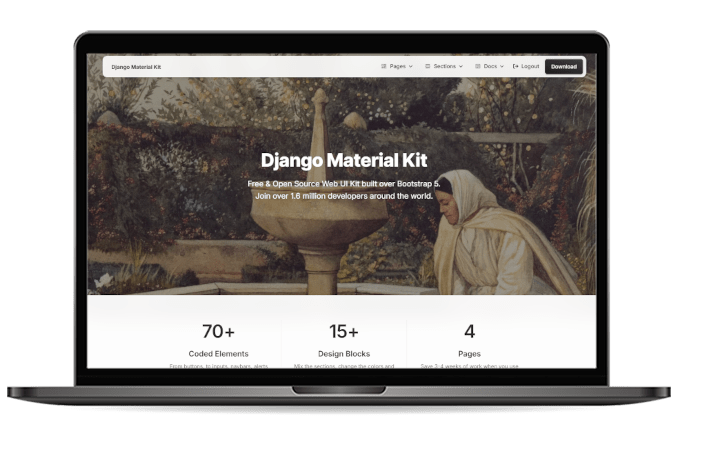 Django Material Kit
Pages
Sections
Docs
Logout
Download
Django Material Kit
Free & Open Source Web UI Kit built over Bootstrap 5.
Join over 1.6 million developers around the world.
70+
15+
4
Coded Elements
Design Blocks
Pages
From buttons, to inputs, navbars, alerts
Mix the sections, change the colors and
Save 3-4 weeks of work when you use